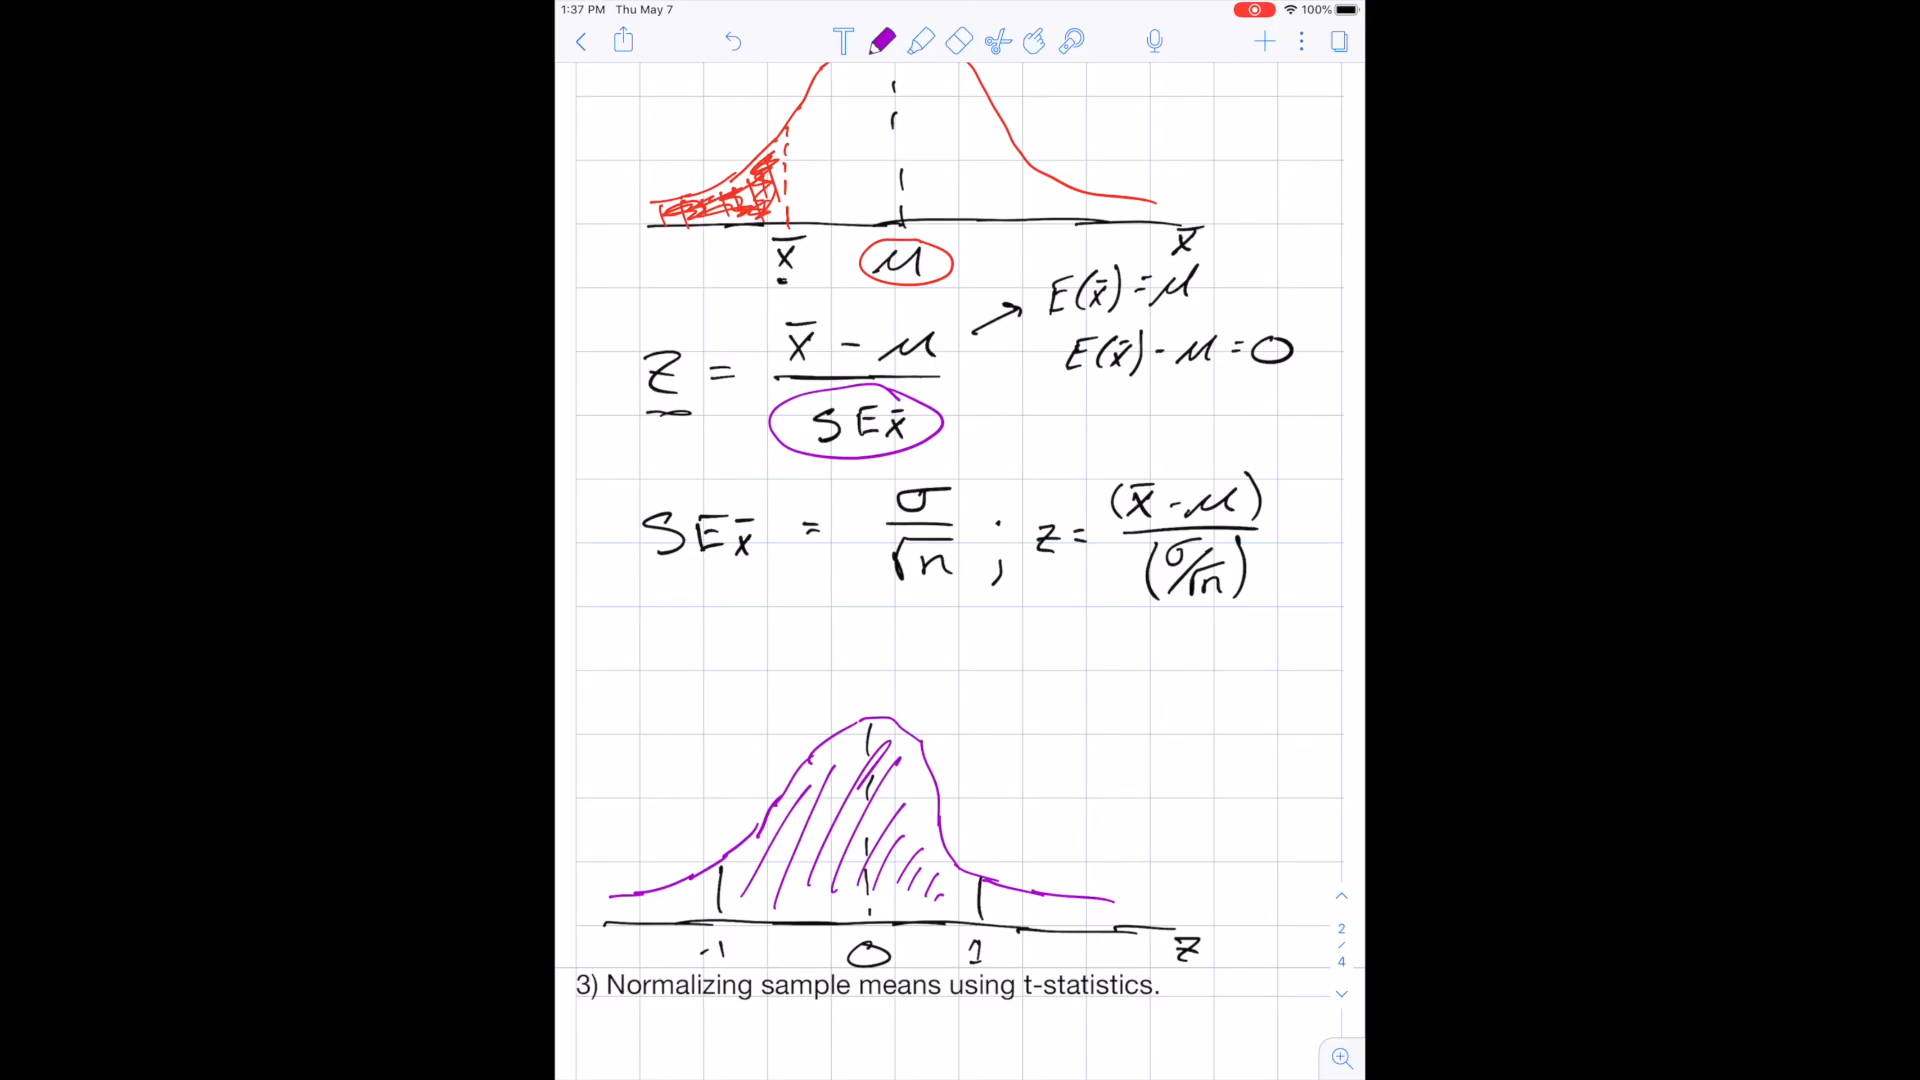 1:37 PM Thu May 7
100%
T
x̄
x̄ μ
E(x̄) = μ
E(x̄) - μ = 0
Z = x̄ - μ / SEx̄
SEx̄ = σ / √n ; z = (x̄ - μ) / (σ/√n)
-1 0 1 Z
2 / 4
3) Normalizing sample means using t-statistics.